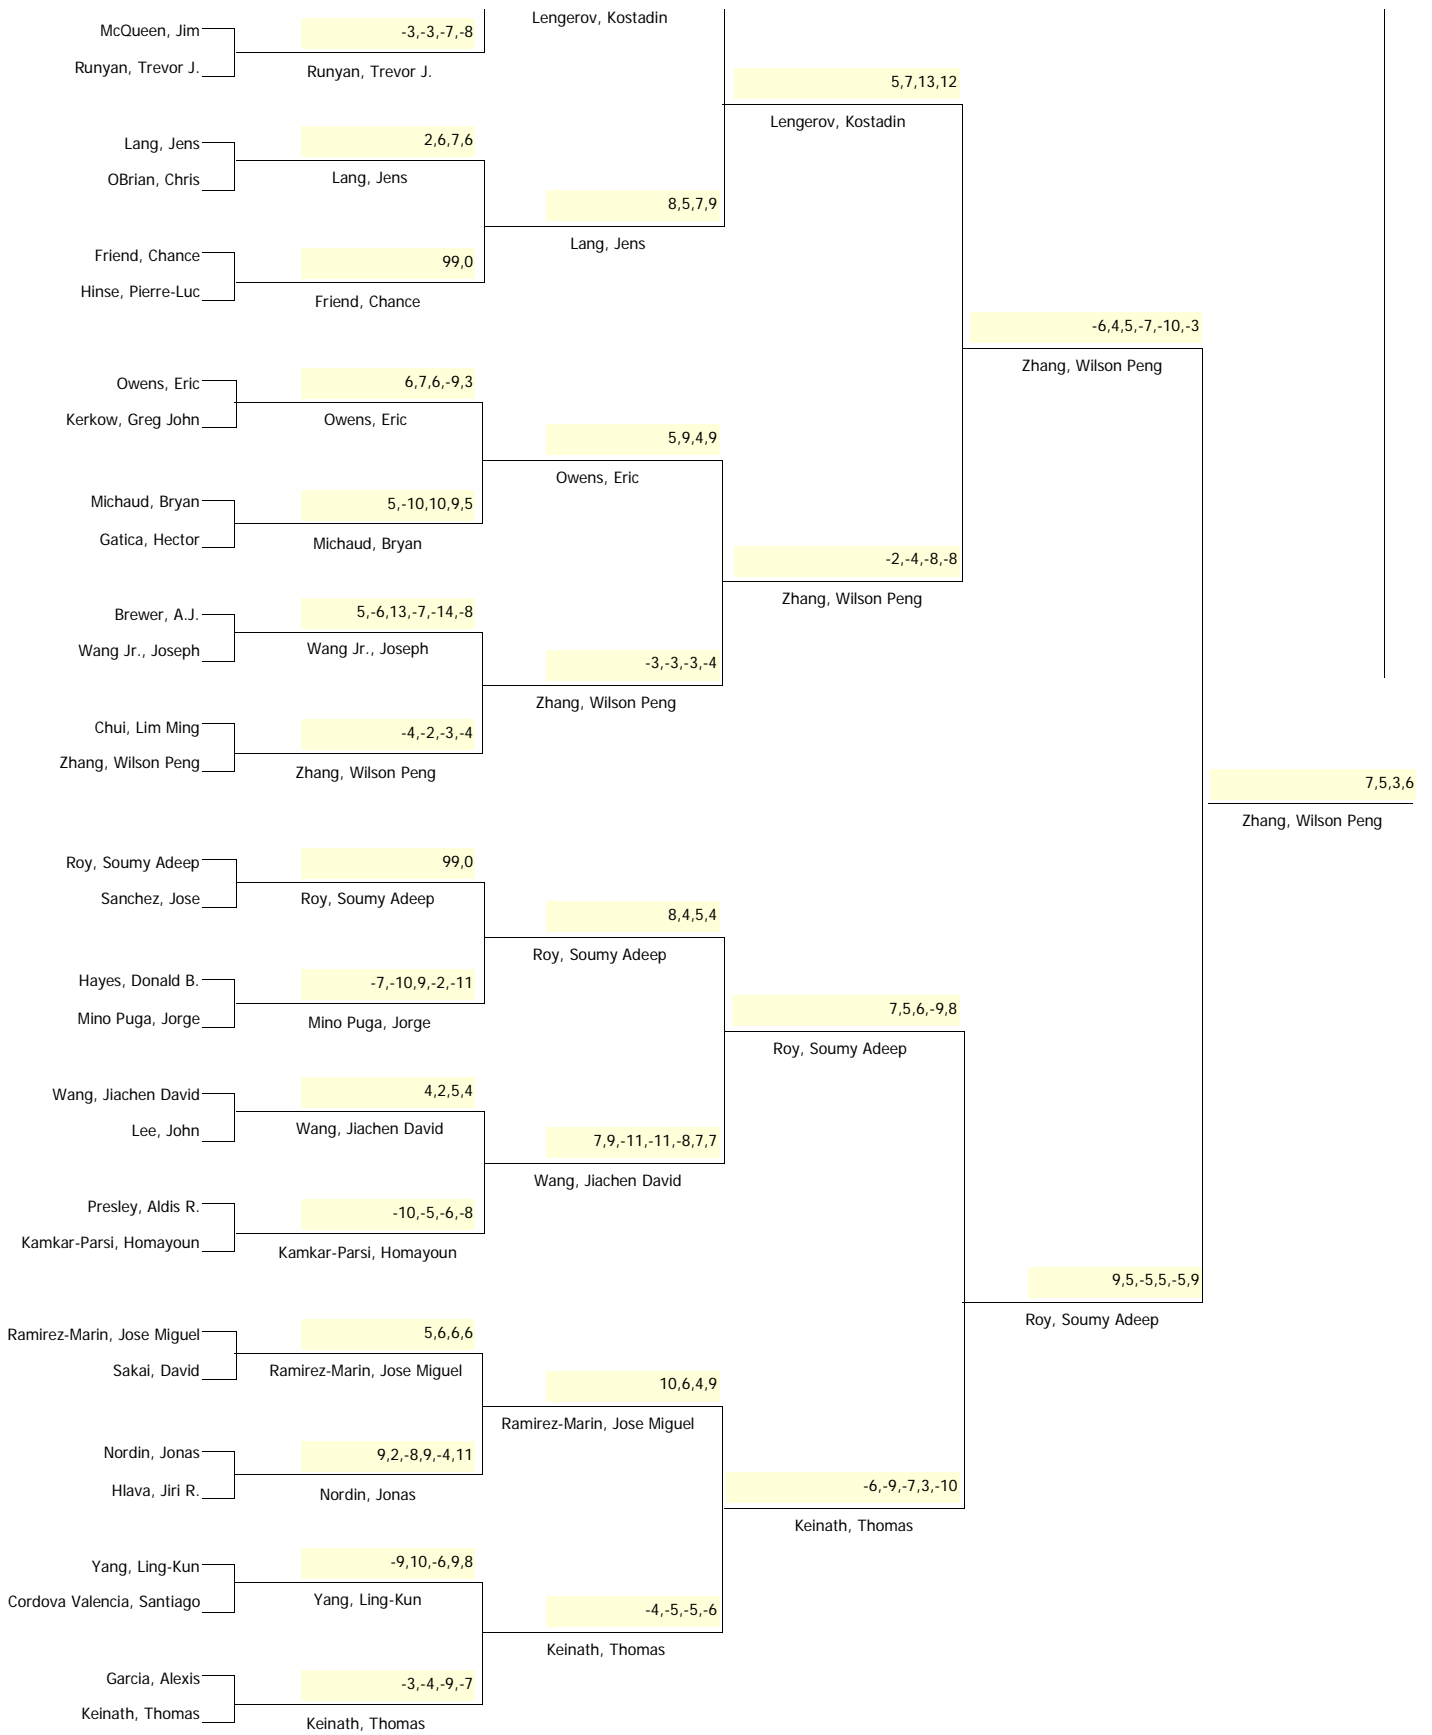 Lengerov, Kostadin
McQueen, Jim
-3,-3,-7,-8
Runyan, Trevor J.
Runyan, Trevor J.
5,7,13,12
Lengerov, Kostadin
Lang, Jens
2,6,7,6
OBrian, Chris
Lang, Jens
8,5,7,9
Lang, Jens
Friend, Chance
99,0
Hinse, Pierre-Luc
Friend, Chance
-6,4,5,-7,-10,-3
Zhang, Wilson Peng
Owens, Eric
6,7,6,-9,3
Kerkow, Greg John
Owens, Eric
5,9,4,9
Owens, Eric
Michaud, Bryan
5,-10,10,9,5
Gatica, Hector
Michaud, Bryan
-2,-4,-8,-8
Zhang, Wilson Peng
Brewer, A.J.
5,-6,13,-7,-14,-8
Wang Jr., Joseph
Wang Jr., Joseph
-3,-3,-3,-4
Zhang, Wilson Peng
Chui, Lim Ming
-4,-2,-3,-4
Zhang, Wilson Peng
Zhang, Wilson Peng
7,5,3,6
Zhang, Wilson Peng
Roy, Soumy Adeep
99,0
Sanchez, Jose
Roy, Soumy Adeep
8,4,5,4
Roy, Soumy Adeep
Hayes, Donald B.
-7,-10,9,-2,-11
Mino Puga, Jorge
Mino Puga, Jorge
7,5,6,-9,8
Roy, Soumy Adeep
Wang, Jiachen David
4,2,5,4
Lee, John
Wang, Jiachen David
7,9,-11,-11,-8,7,7
Wang, Jiachen David
Presley, Aldis R.
-10,-5,-6,-8
Kamkar-Parsi, Homayoun
Kamkar-Parsi, Homayoun
9,5,-5,5,-5,9
Roy, Soumy Adeep
Ramirez-Marin, Jose Miguel
5,6,6,6
Sakai, David
Ramirez-Marin, Jose Miguel
10,6,4,9
Ramirez-Marin, Jose Miguel
Nordin, Jonas
9,2,-8,9,-4,11
Hlava, Jiri R.
Nordin, Jonas
-6,-9,-7,3,-10
Keinath, Thomas
Yang, Ling-Kun
-9,10,-6,9,8
Cordova Valencia, Santiago
Yang, Ling-Kun
-4,-5,-5,-6
Keinath, Thomas
Garcia, Alexis
-3,-4,-9,-7
Keinath, Thomas
Keinath, Thomas